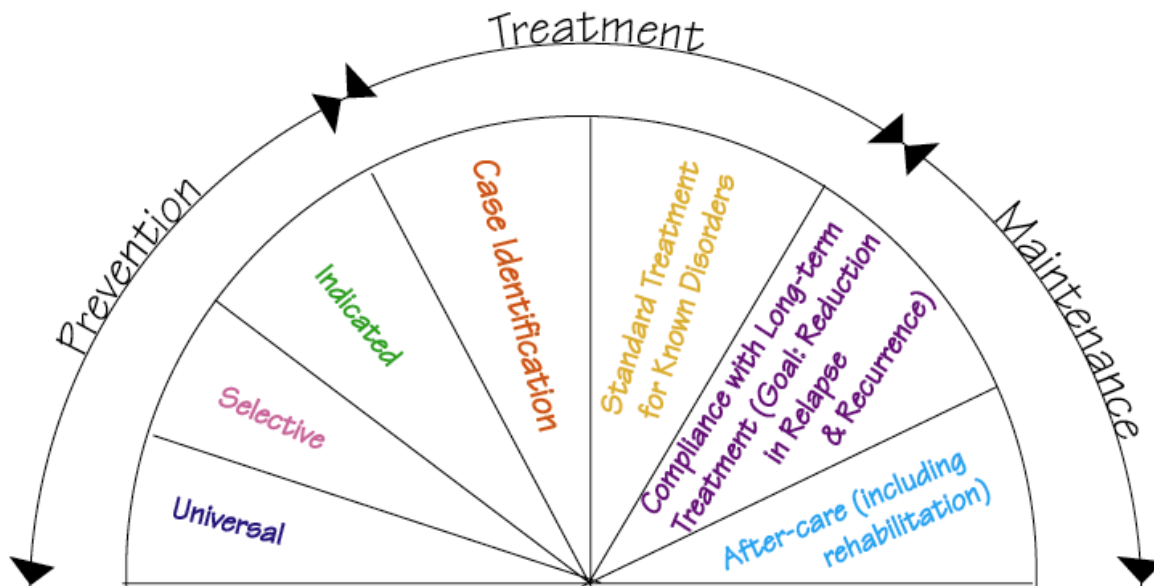 Treatment
Prevention
Maintenance
Universal
Selective
Indicated
Case Identification
Standard Treatment
for Known Disorders
Compliance with Long-term
Treatment (Goal: Reduction
in Relapse
& Recurrence)
After-care (including
rehabilitation)